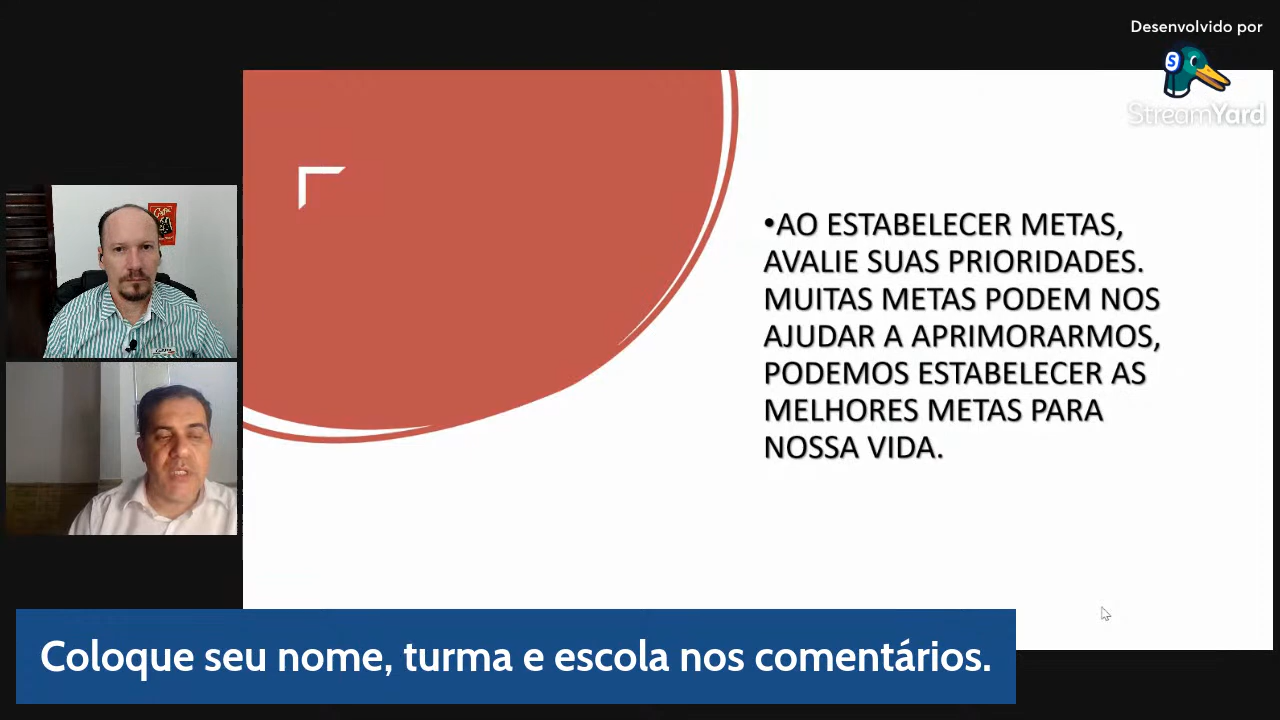 Desenvolvido por
StreamYard
•AO ESTABELECER METAS,
AVALIE SUAS PRIORIDADES.
MUITAS METAS PODEM NOS
AJUDAR A APRIMORARMOS,
PODEMOS ESTABELECER AS
MELHORES METAS PARA
NOSSA VIDA.
Coloque seu nome, turma e escola nos comentários.